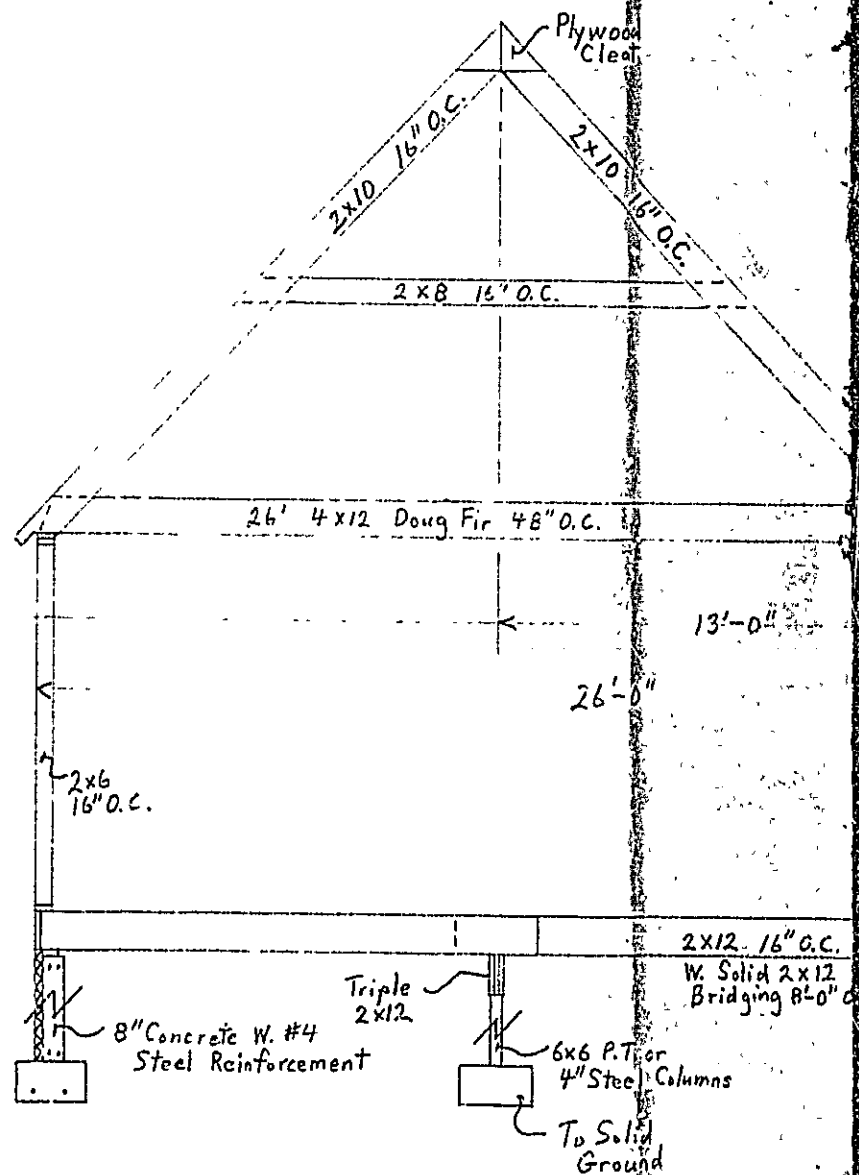 Plywood
Cleat
2x10 16" O.C.
2x10 16" O.C.
2x8 16" O.C.
26' 4x12 Doug Fir 48" O.C.
13'-0"
26'-0"
2x6
16" O.C.
2x12 16" O.C.
W. Solid 2x12
Bridging 8'-0"
Triple
2x12
8" Concrete W. #4
Steel Reinforcement
6x6 P.T. or
4" Steel Columns
To Solid
Ground